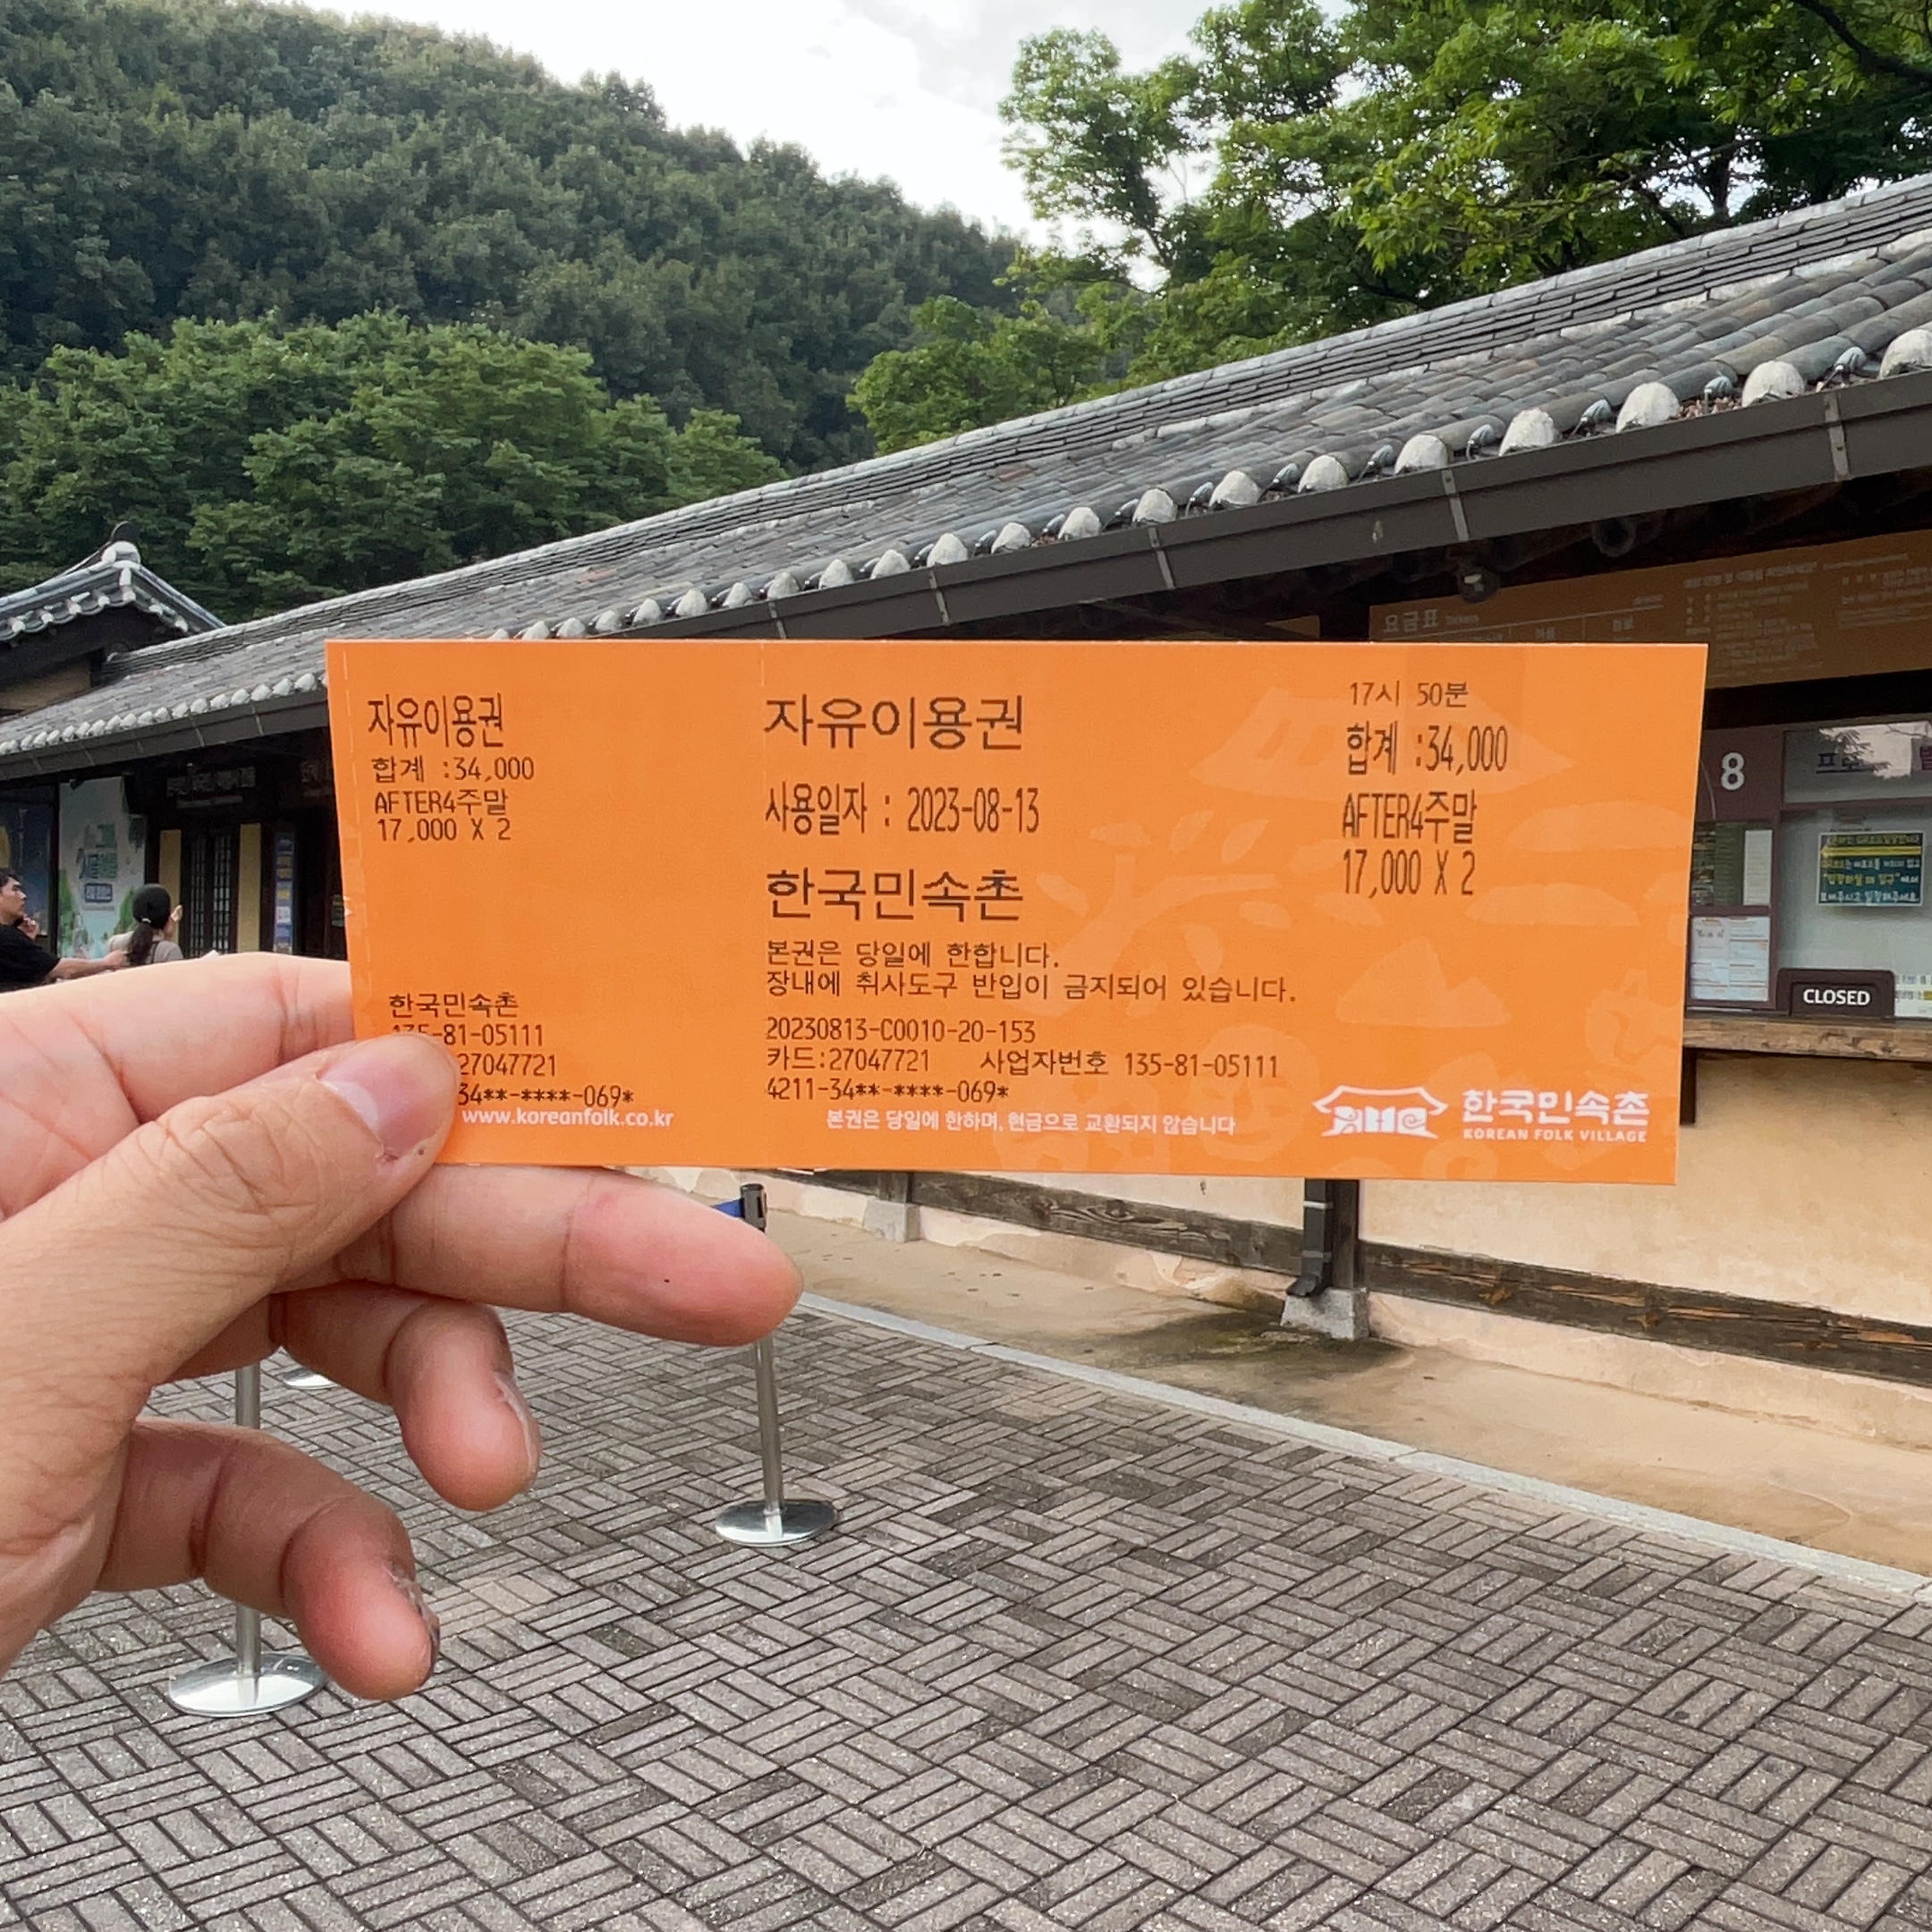 자유이용권
합계 :34,000
AFTER4주말
17,000 X 2
한국민속촌
135-81-05111
27047721
34**-****-069*
www.koreanfolk.co.kr
자유이용권
사용일자 : 2023-08-13
한국민속촌
본권은 당일에 한합니다.
장내에 취사도구 반입이 금지되어 있습니다.
20230813-C0010-20-153
카드:27047721 사업자번호 135-81-05111
4211-34**-****-069*
본권은 당일에 한하며, 현금으로 교환되지 않습니다
17시 50분
합계 :34,000
AFTER4주말
17,000 X 2
한국민속촌
KOREAN FOLK VILLAGE
요금표
8
CLOSED